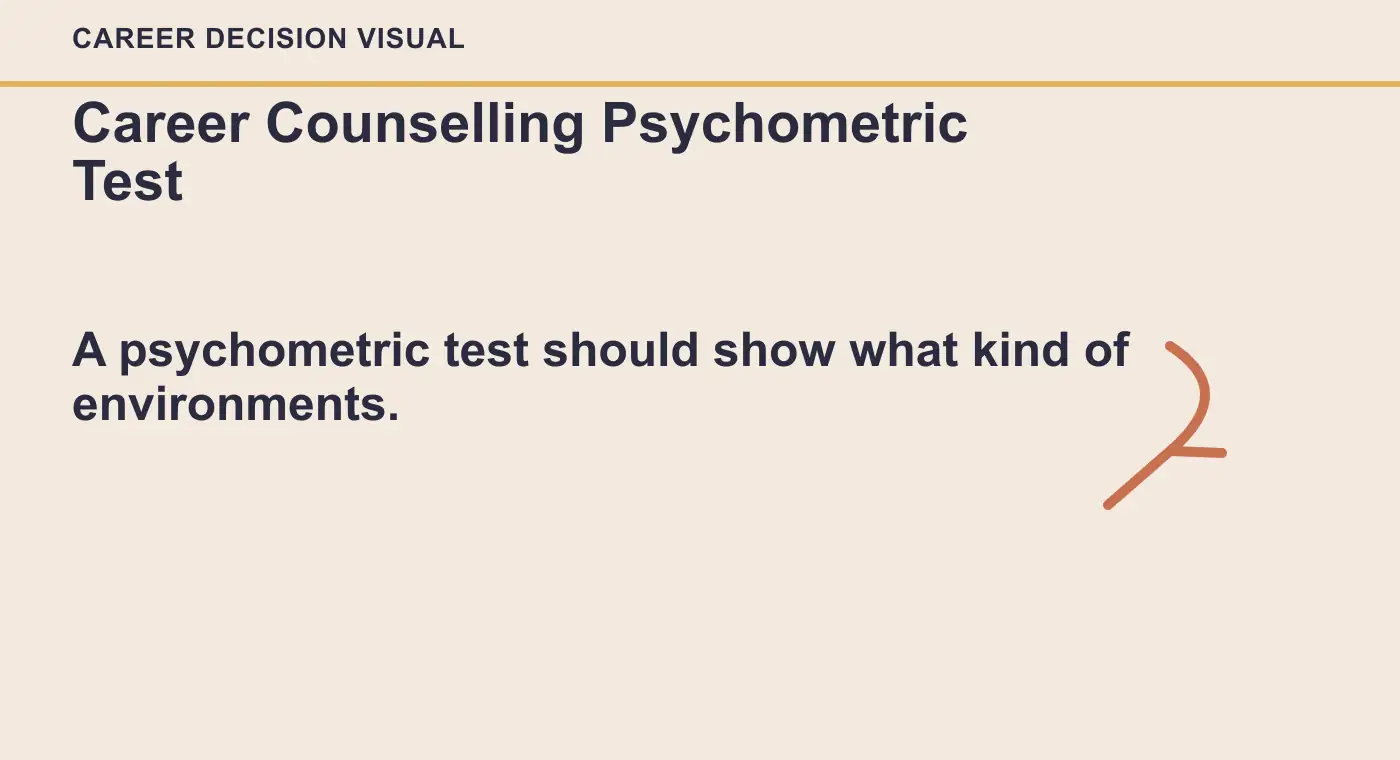 CAREER DECISION VISUAL
Career Counselling Psychometric
Test
A psychometric test should show what kind of
environments.